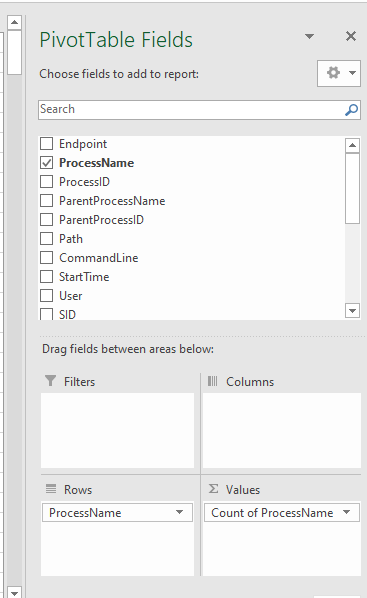 PivotTable Fields
Choose fields to add to report:
Search
Endpoint
ProcessName
ProcessID
ParentProcessName
ParentProcessID
Path
CommandLine
StartTime
User
SID
Drag fields between areas below:
Filters
Columns
Rows
Σ Values
ProcessName
Count of ProcessName